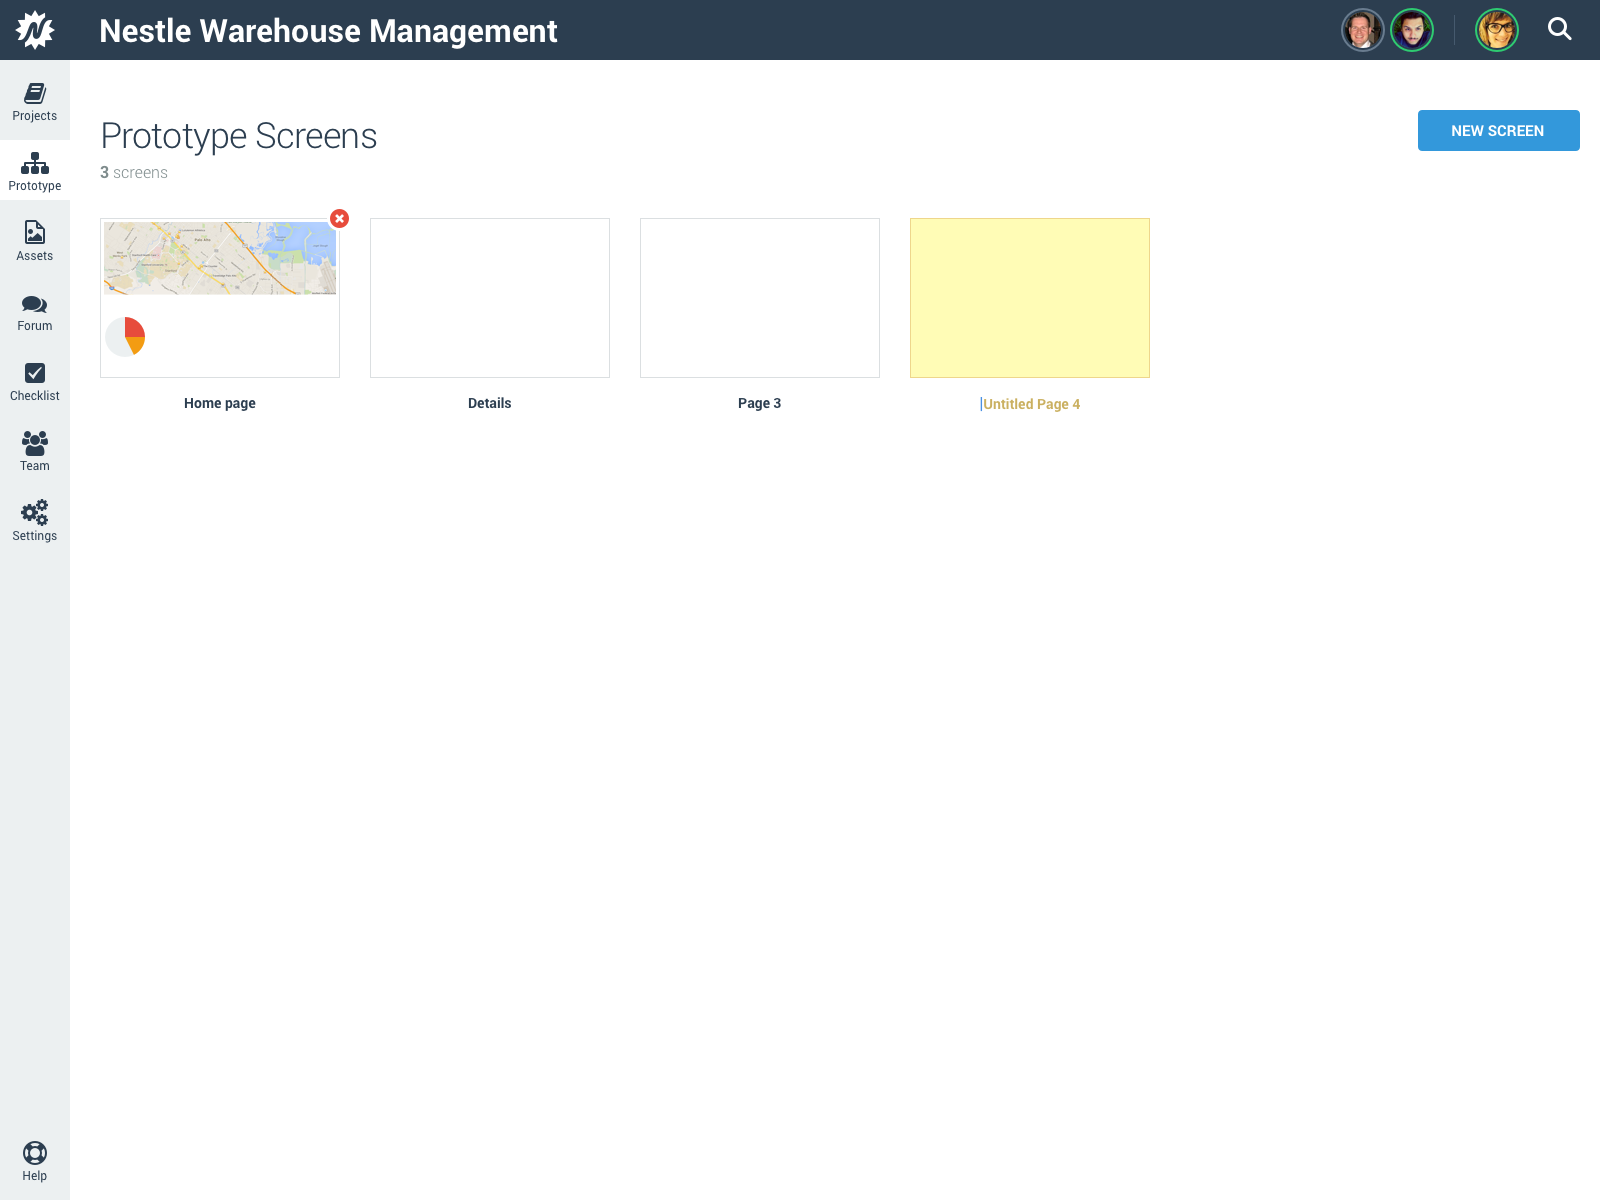 Nestle Warehouse Management
Projects
Prototype
Assets
Forum
Checklist
Team
Settings
Help
Prototype Screens
3 screens
NEW SCREEN
Home page
Details
Page 3
Untitled Page 4